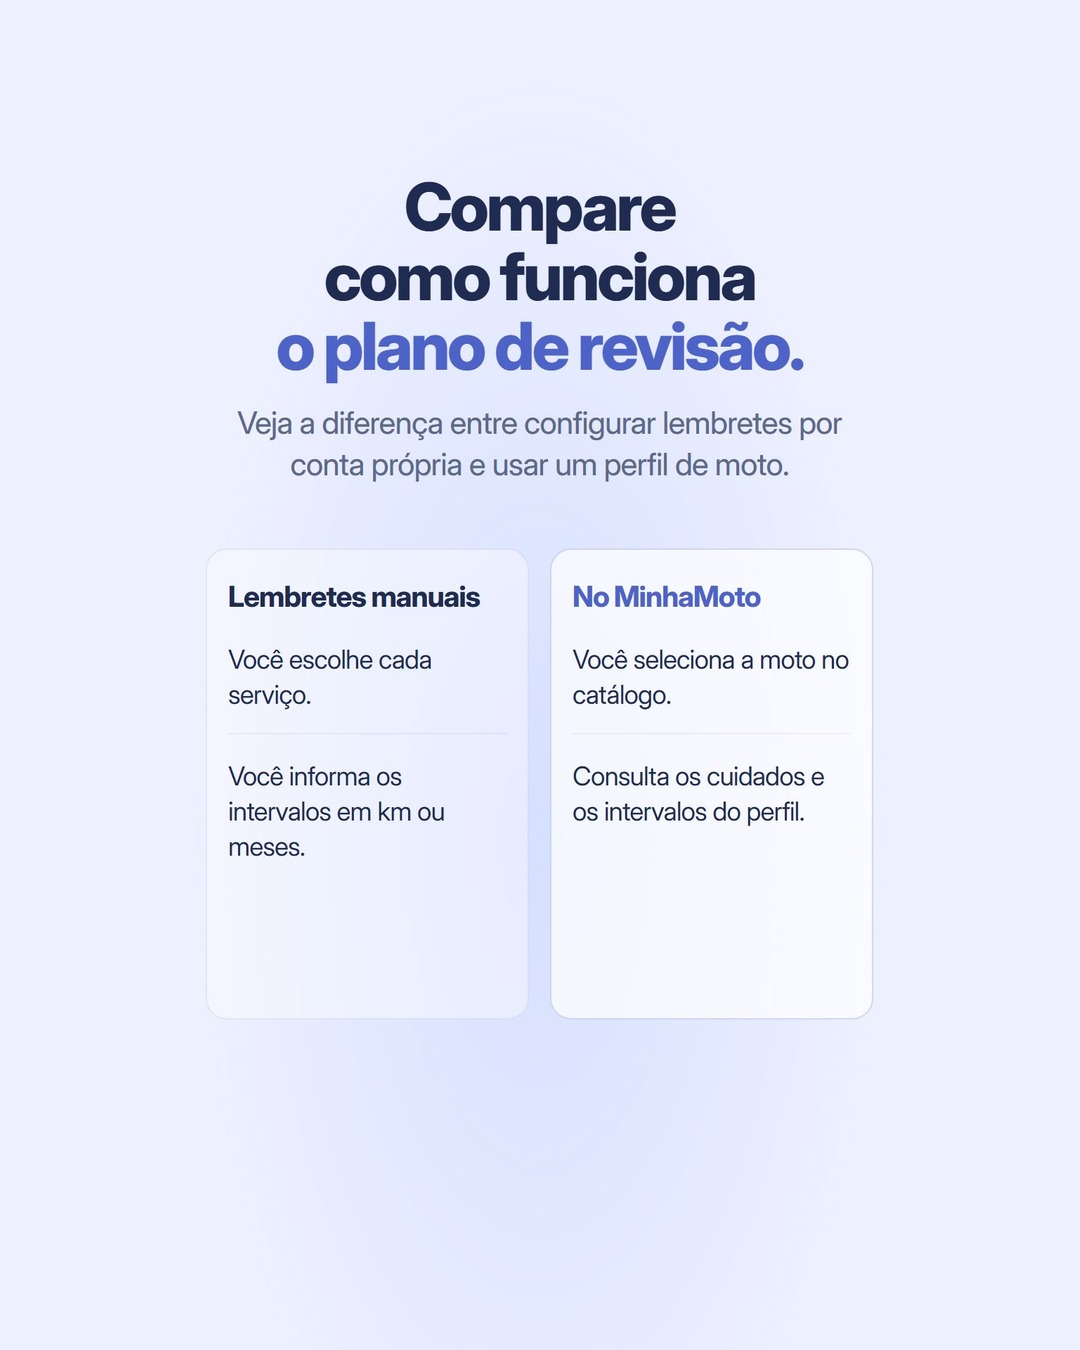 Compare
como funciona
o plano de revisão.
Veja a diferença entre configurar lembretes por
conta própria e usar um perfil de moto.
Lembretes manuais
Você escolhe cada
serviço.
Você informa os
intervalos em km ou
meses.
No MinhaMoto
Você seleciona a moto no
catálogo.
Consulta os cuidados e
os intervalos do perfil.